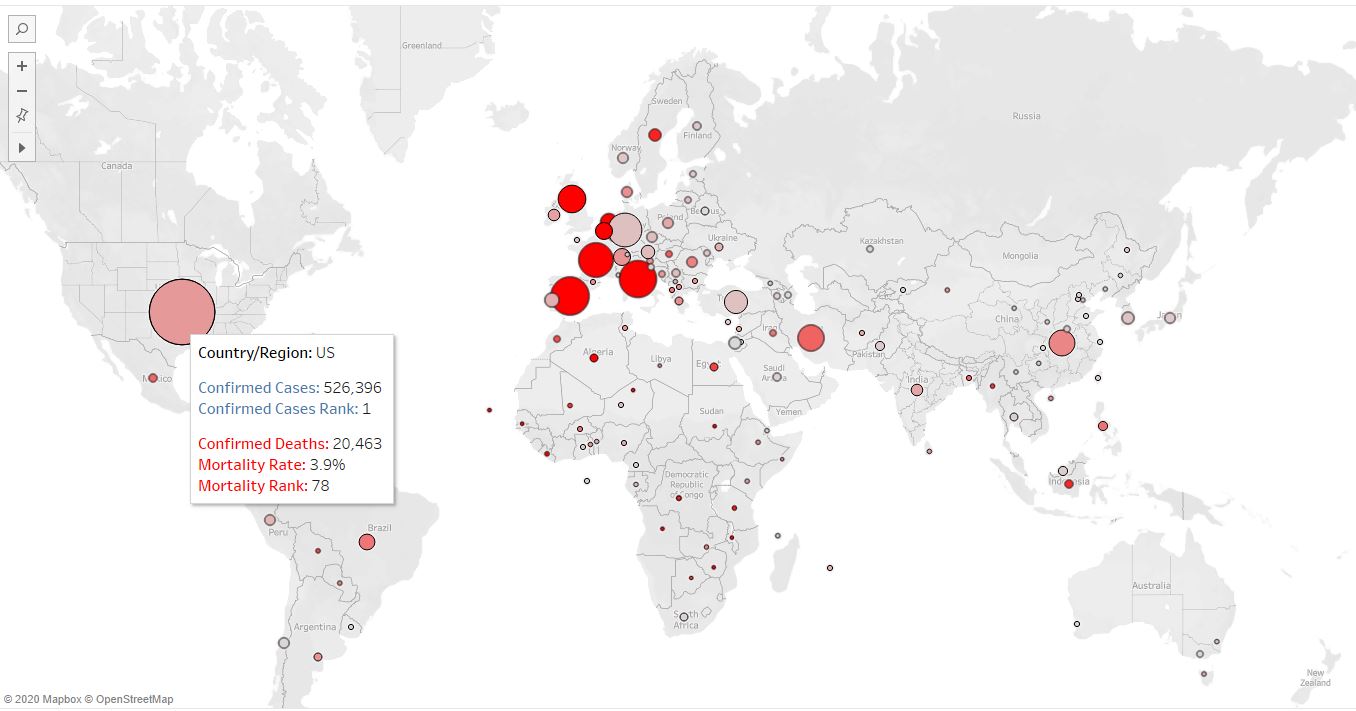 Greenland
Sweden
Finland
Norway
Russia
Canada
Poland
Belarus
Ukraine
Kazakhstan
Mongolia
China
Japan
Iraq
Pakistan
Algeria
Libya
Egypt
Saudi
Arabia
India
Mexico
Sudan
Yemen
Democratic
Republic
of Congo
Indonesia
Peru
Brazil
Australia
Argentina
South
Africa
New
Zealand
Country/Region: US
Confirmed Cases: 526,396
Confirmed Cases Rank: 1
Confirmed Deaths: 20,463
Mortality Rate: 3.9%
Mortality Rank: 78
© 2020 Mapbox © OpenStreetMap